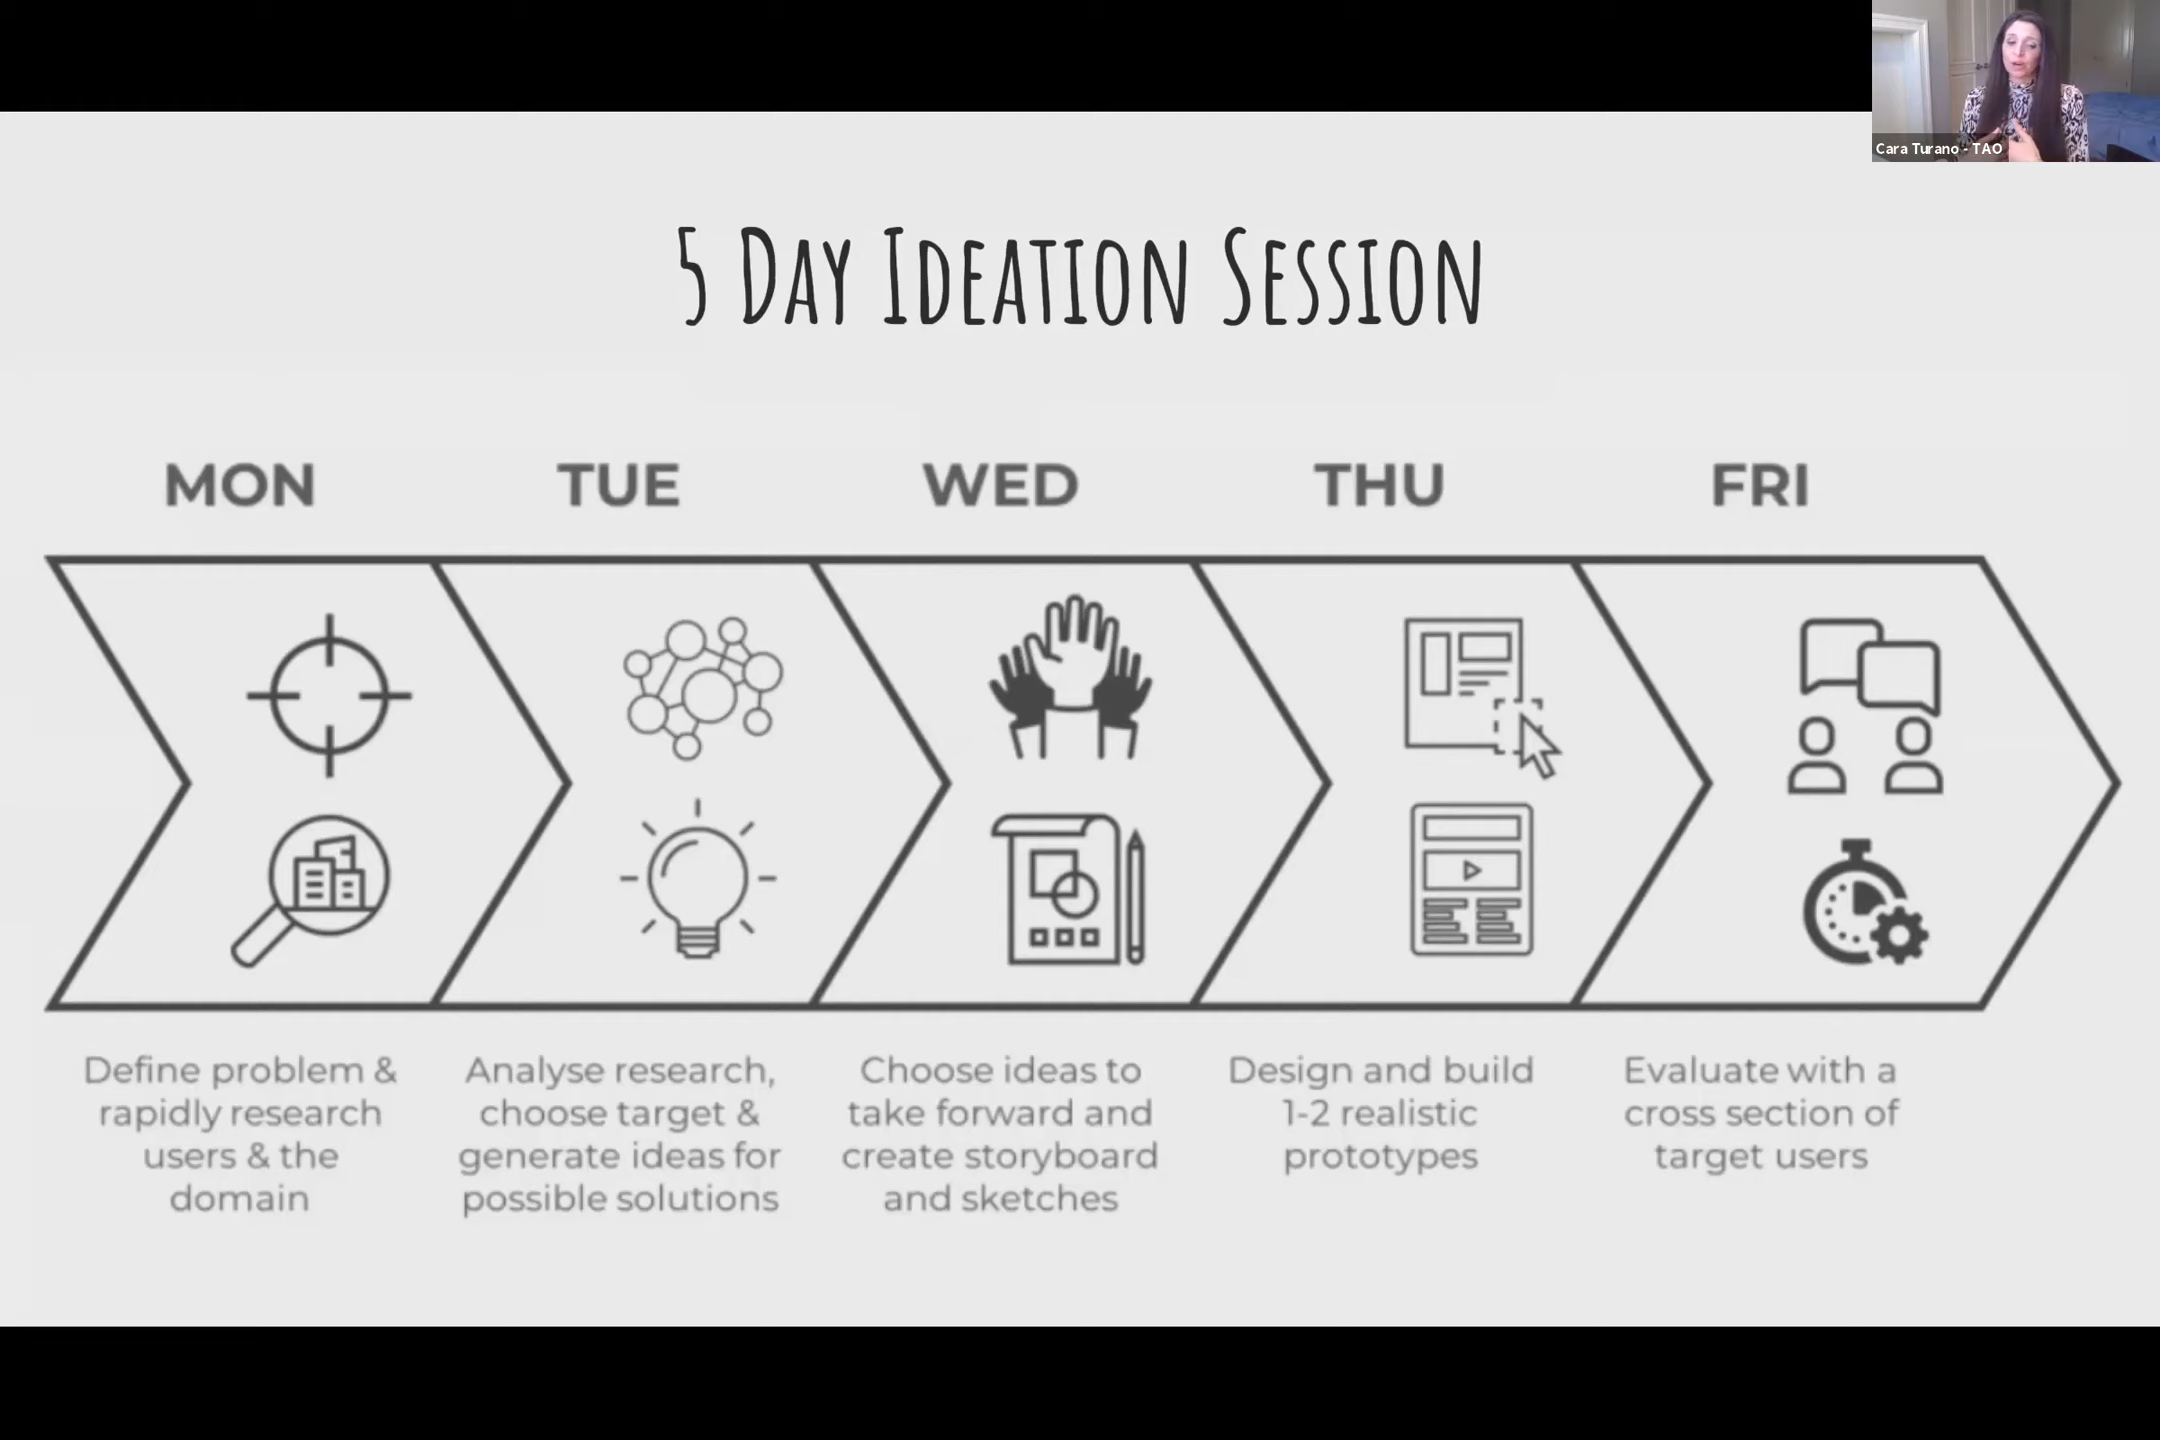 Cara Turano - TAO
5 Day Ideation Session
MON
TUE
WED
THU
FRI
Define problem &
rapidly research
users & the
domain
Analyse research,
choose target &
generate ideas for
possible solutions
Choose ideas to
take forward and
create storyboard
and sketches
Design and build
1-2 realistic
prototypes
Evaluate with a
cross section of
target users